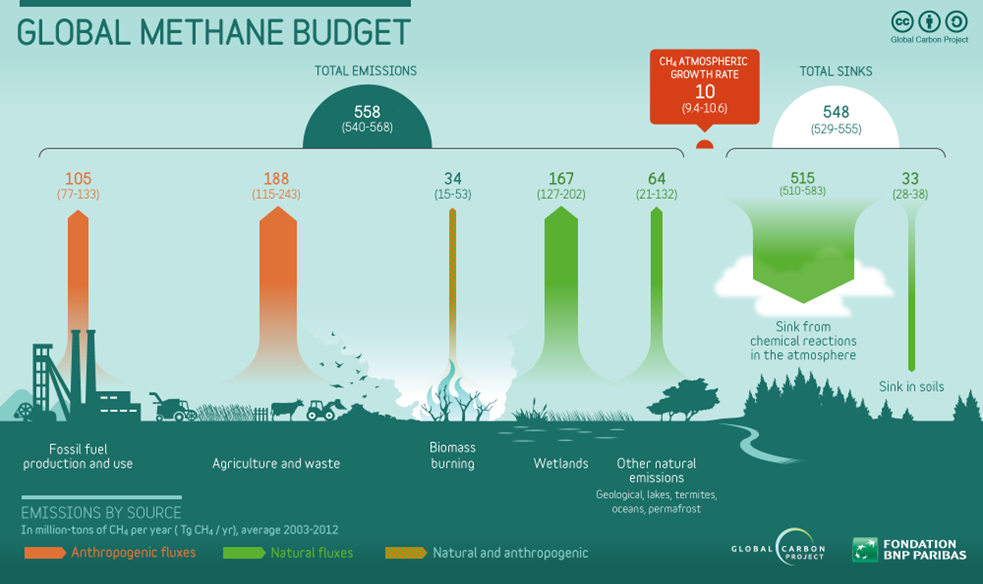 GLOBAL METHANE BUDGET
cc
Global Carbon Project
TOTAL EMISSIONS
558
(540-568)
CH₄ ATMOSPHERIC
GROWTH RATE
10
(9.4-10.6)
TOTAL SINKS
548
(529-555)
105
(77-133)
188
(115-243)
34
(15-53)
167
(127-202)
64
(21-132)
515
(510-583)
33
(28-38)
Sink from
chemical reactions
in the atmosphere
Sink in soils
Fossil fuel
production and use
Agriculture and waste
Biomass
burning
Wetlands
Other natural
emissions
Geological, lakes, termites,
oceans, permafrost
EMISSIONS BY SOURCE
In million-tons of CH₄ per year ( Tg CH₄ / yr), average 2003-2012
Anthropogenic fluxes
Natural fluxes
Natural and anthropogenic
GLOBAL CARBON
PROJECT
FONDATION
BNP PARIBAS